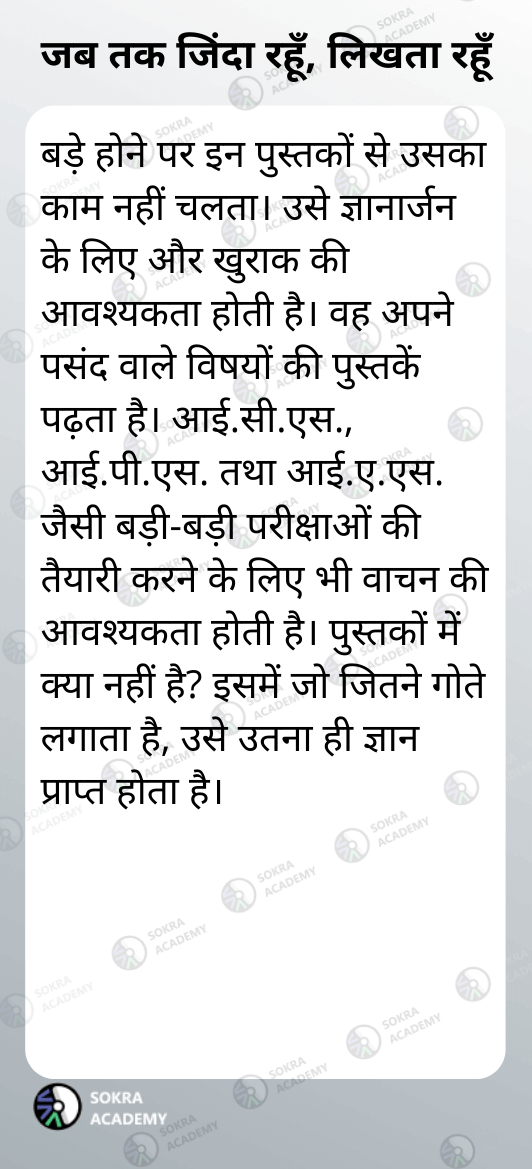 जब तक जिंदा रहूँ, लिखता रहूँ
बड़े होने पर इन पुस्तकों से उसका
काम नहीं चलता। उसे ज्ञानार्जन
के लिए और खुराक की
आवश्यकता होती है। वह अपने
पसंद वाले विषयों की पुस्तकें
पढ़ता है। आई.सी.एस.,
आई.पी.एस. तथा आई.ए.एस.
जैसी बड़ी-बड़ी परीक्षाओं की
तैयारी करने के लिए भी वाचन की
आवश्यकता होती है। पुस्तकों में
क्या नहीं है? इसमें जो जितने गोते
लगाता है, उसे उतना ही ज्ञान
प्राप्त होता है।
SOKRA
ACADEMY